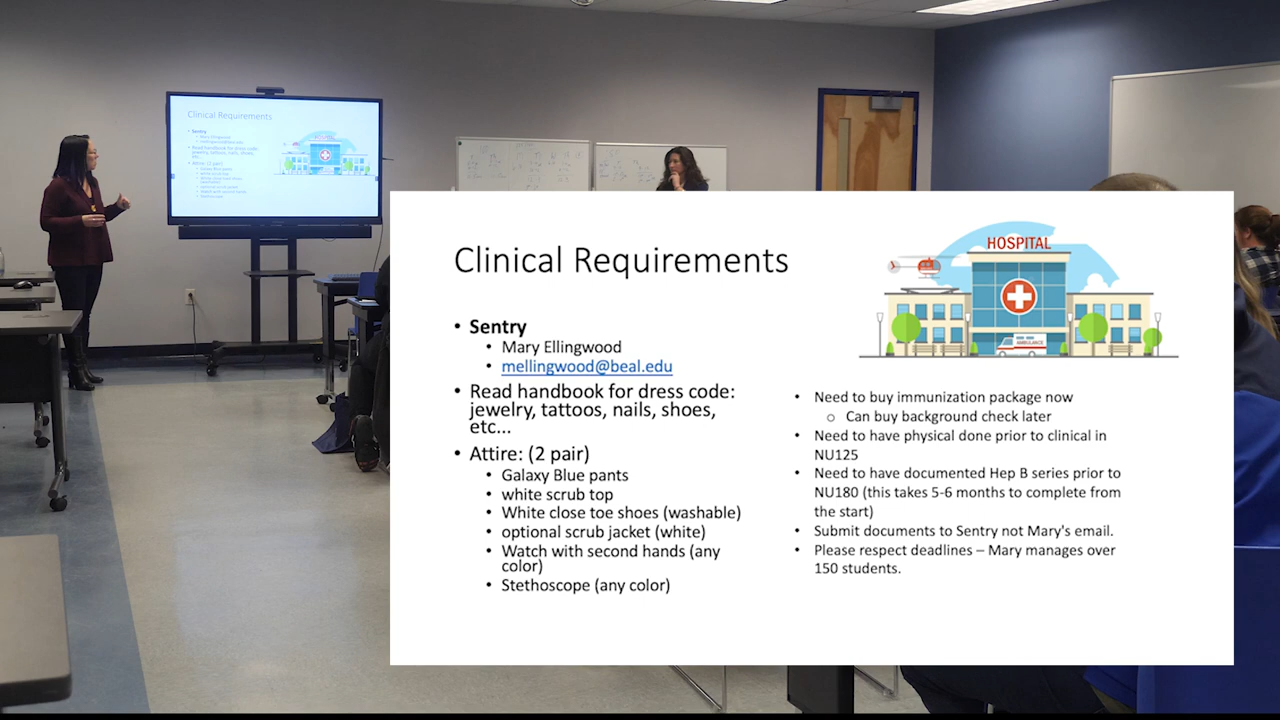 Clinical Requirements
Sentry
Clinical Requirements
HOSPITAL
• Sentry
• Mary Ellingwood
• mellingwood@beal.edu
• Read handbook for dress code:
jewelry, tattoos, nails, shoes,
etc...
• Attire: (2 pair)
• Galaxy Blue pants
• white scrub top
• White close toe shoes (washable)
• optional scrub jacket (white)
• Watch with second hands (any
color)
• Stethoscope (any color)
AMBULANCE
• Need to buy immunization package now
o Can buy background check later
• Need to have physical done prior to clinical in
NU125
• Need to have documented Hep B series prior to
NU180 (this takes 5-6 months to complete from
the start)
• Submit documents to Sentry not Mary's email.
• Please respect deadlines – Mary manages over
150 students.